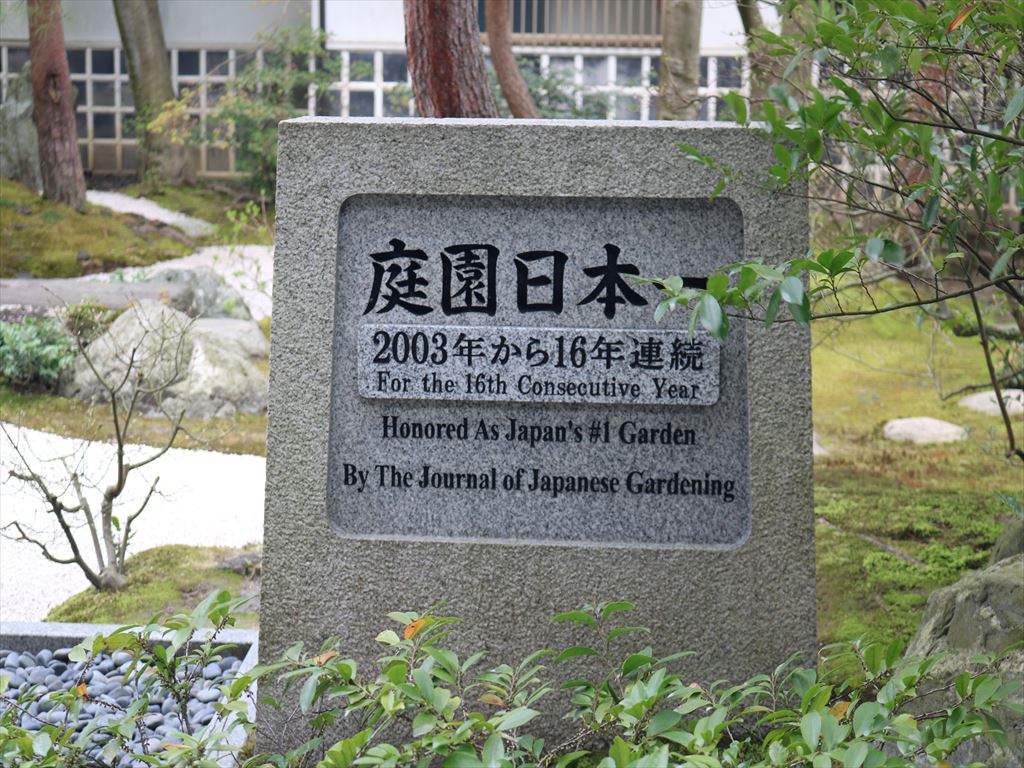 庭園日本一
2003年から16年連続
For the 16th Consecutive Year
Honored As Japan's #1 Garden
By The Journal of Japanese Gardening